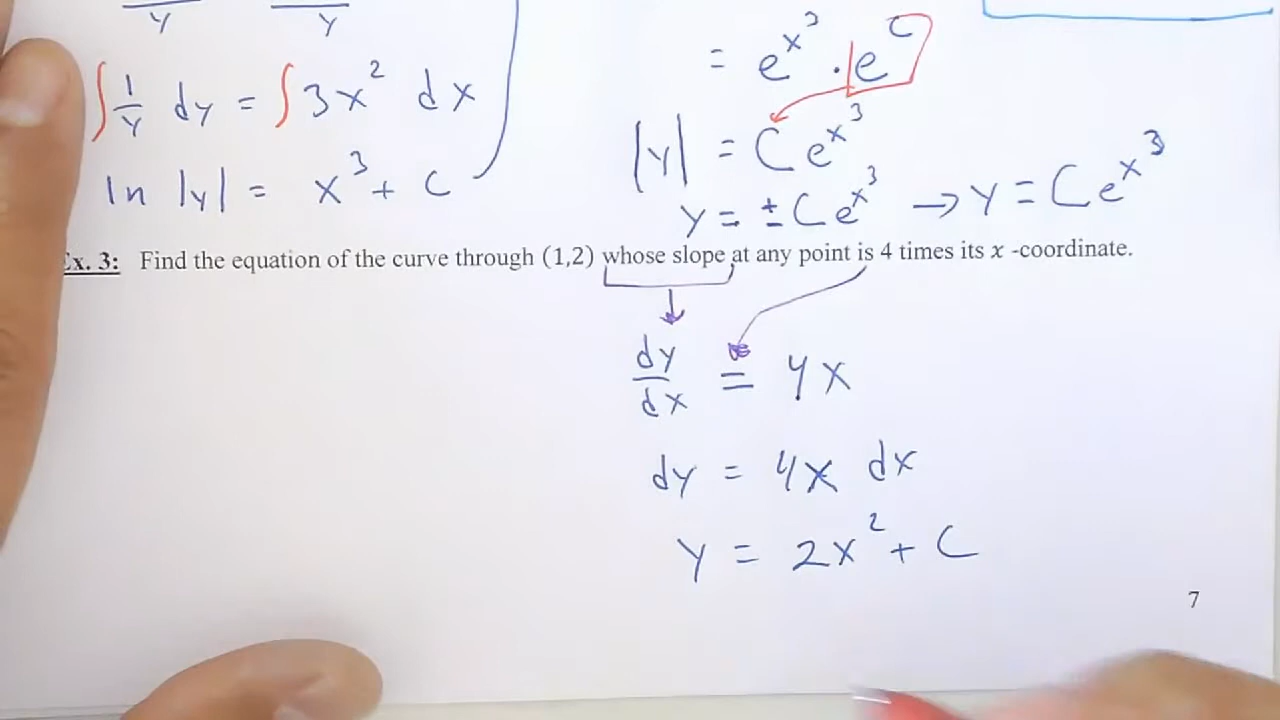 Y Y
∫ 1/Y dy = ∫ 3x² dx
ln |y| = x³ + C
= e^x³ · e^C
|y| = Ce^x³
y = ± Ce^x³ → y = Ce^x³
Ex. 3: Find the equation of the curve through (1,2) whose slope at any point is 4 times its x -coordinate.
dy/dx = 4x
dy = 4x dx
y = 2x² + C
7